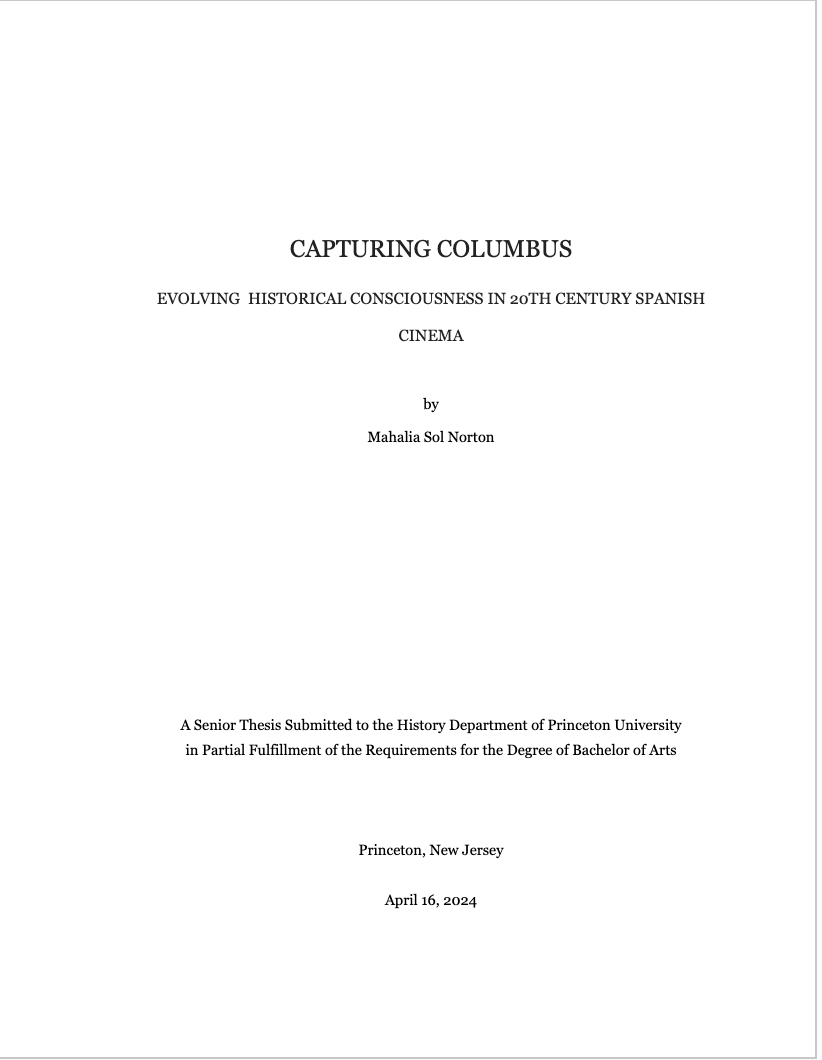 CAPTURING COLUMBUS
EVOLVING  HISTORICAL CONSCIOUSNESS IN 20TH CENTURY SPANISH
CINEMA
by
Mahalia Sol Norton
A Senior Thesis Submitted to the History Department of Princeton University
in Partial Fulfillment of the Requirements for the Degree of Bachelor of Arts
Princeton, New Jersey
April 16, 2024